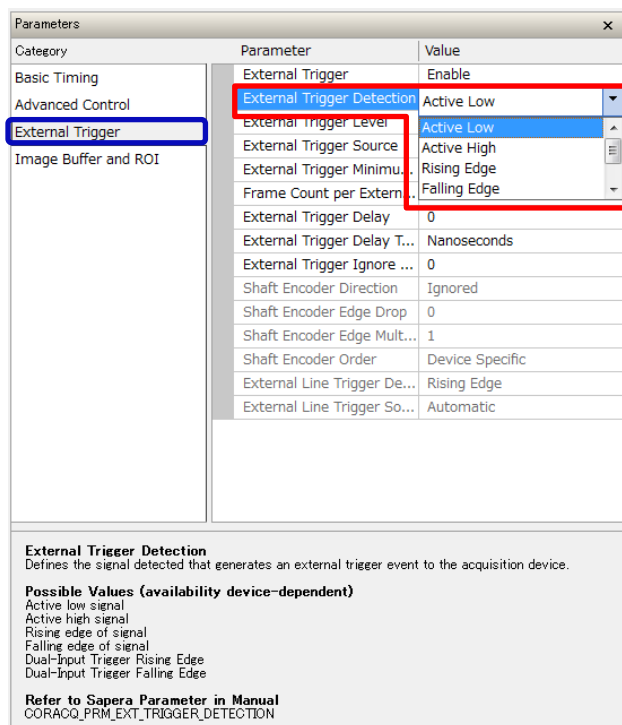 Parameters ×
Category Parameter Value
Basic Timing
Advanced Control
External Trigger
Image Buffer and ROI
External Trigger Enable
External Trigger Detection Active Low
External Trigger Level
External Trigger Source
External Trigger Minimu...
Frame Count per Extern...
Active Low
Active High
Rising Edge
Falling Edge
External Trigger Delay 0
External Trigger Delay T... Nanoseconds
External Trigger Ignore ... 0
Shaft Encoder Direction Ignored
Shaft Encoder Edge Drop 0
Shaft Encoder Edge Mult... 1
Shaft Encoder Order Device Specific
External Line Trigger De... Rising Edge
External Line Trigger So... Automatic
External Trigger Detection
Defines the signal detected that generates an external trigger event to the acquisition device.
Possible Values (availability device-dependent)
Active low signal
Active high signal
Rising edge of signal
Falling edge of signal
Dual-Input Trigger Rising Edge
Dual-Input Trigger Falling Edge
Refer to Sapera Parameter in Manual
CORACQ_PRM_EXT_TRIGGER_DETECTION